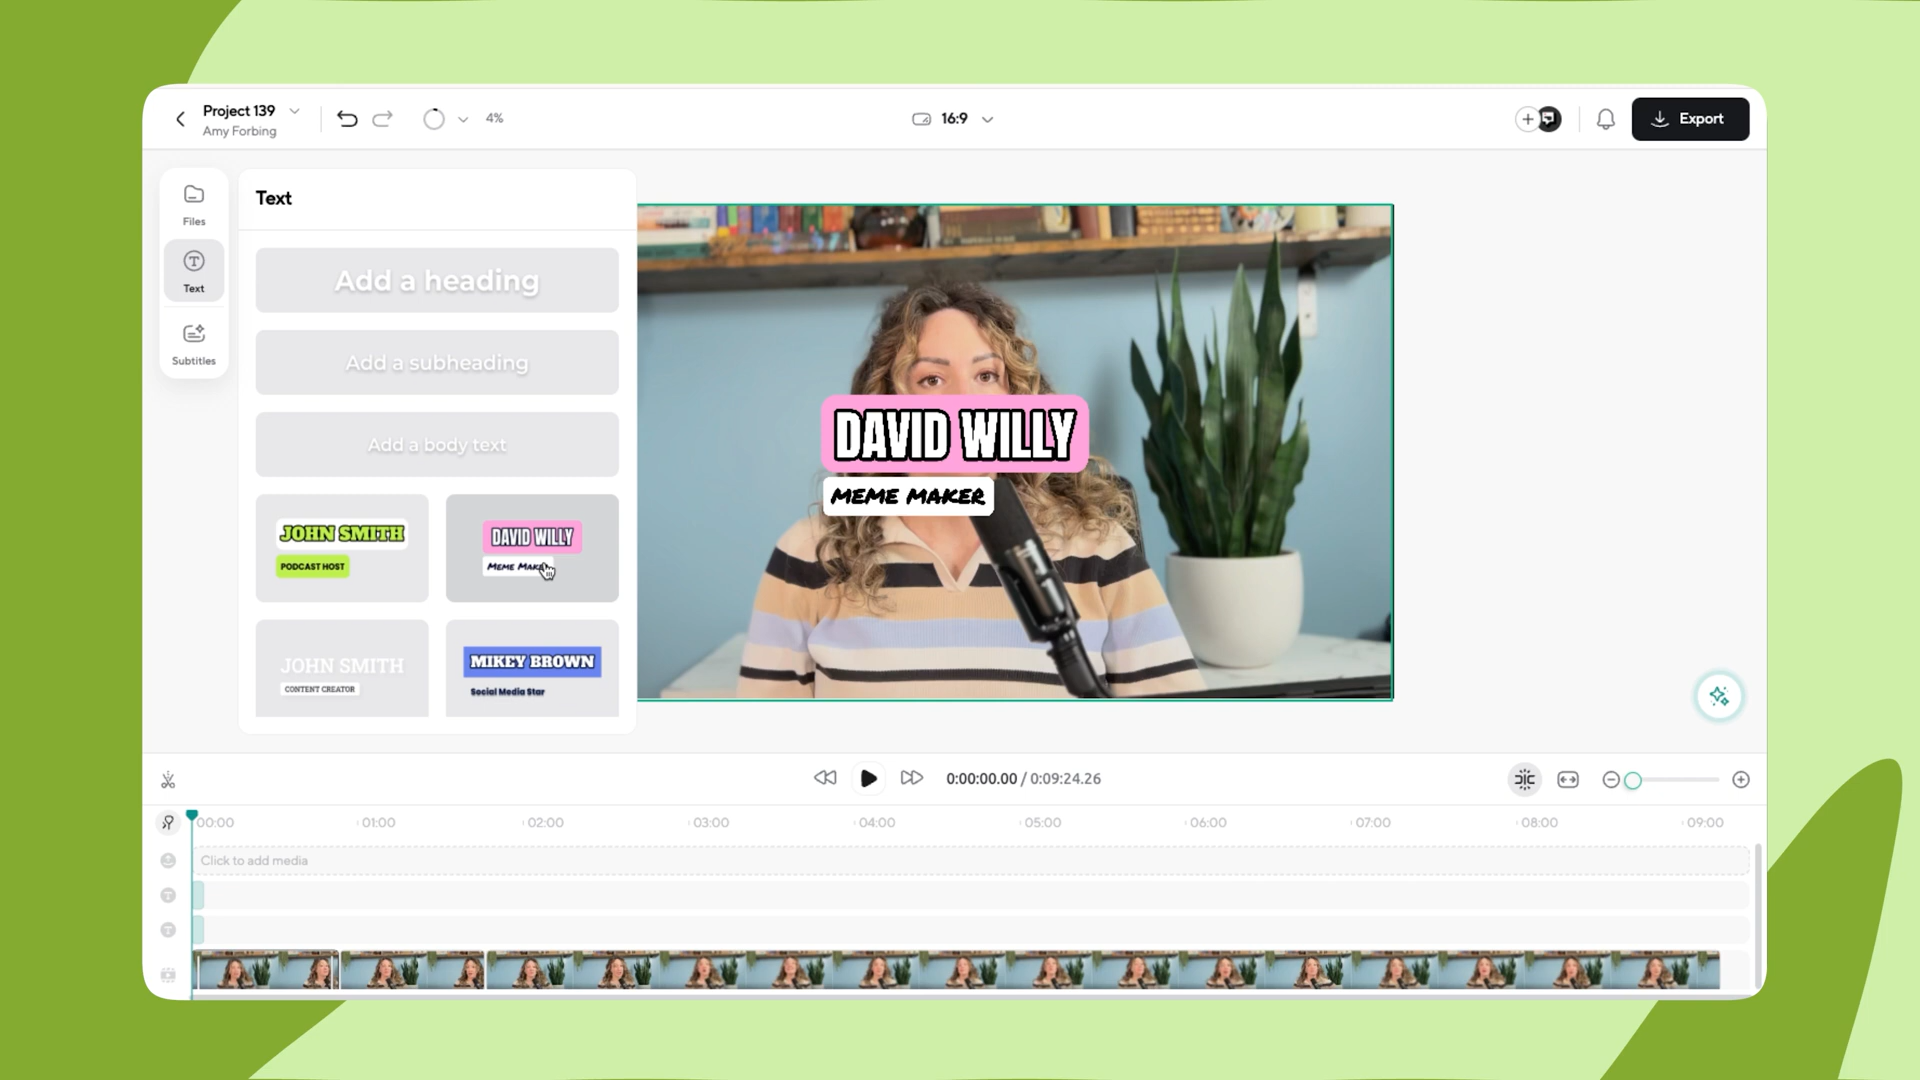 Project 139
Amy Forbing
4%
16:9
Export
Files
Text
Subtitles
Text
Add a heading
Add a subheading
Add a body text
JOHN SMITH
PODCAST HOST
DAVID WILLY
MEME MAKER
JOHN SMITH
CONTENT CREATOR
MIKEY BROWN
Social Media Star
DAVID WILLY
MEME MAKER
0:00:00.00 / 0:09:24.26
00:00 01:00 02:00 03:00 04:00 05:00 06:00 07:00 08:00 09:00
Click to add media